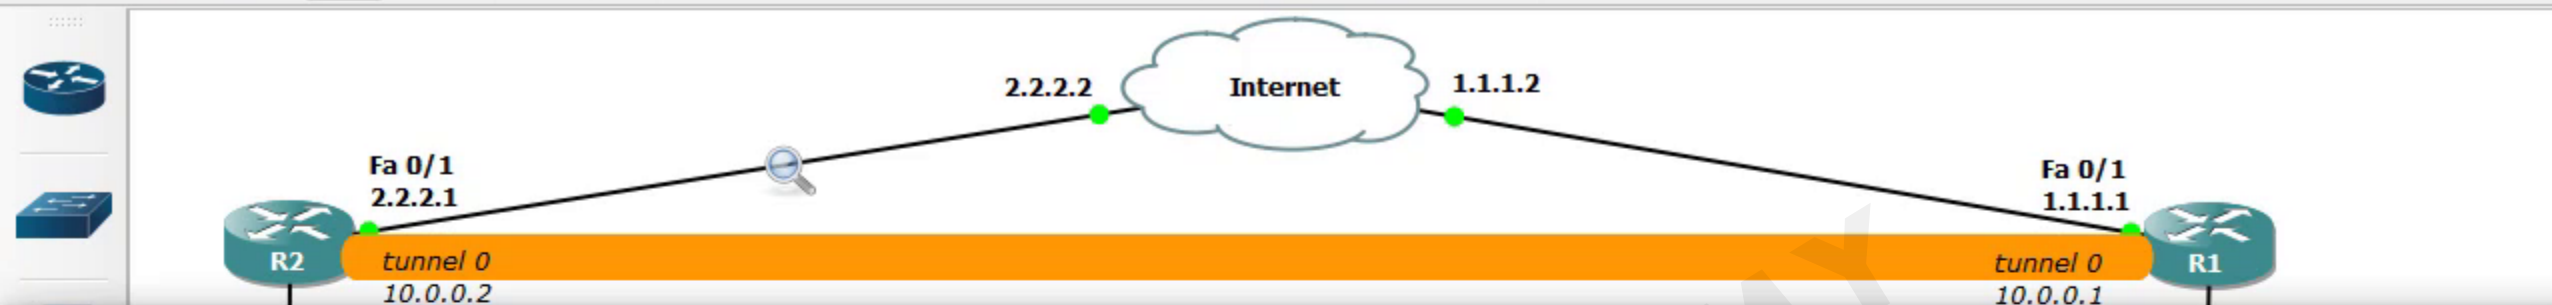 Internet
2.2.2.2
1.1.1.2
Fa 0/1
2.2.2.1
Fa 0/1
1.1.1.1
R2
tunnel 0
10.0.0.2
tunnel 0
10.0.0.1
R1
MY